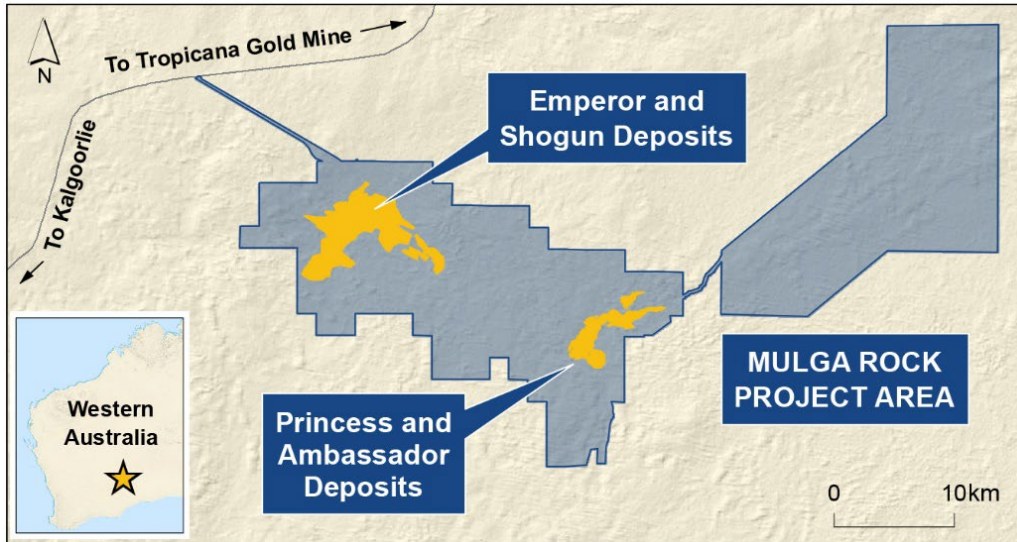 To Tropicana Gold Mine
N
To Kalgoorlie
Emperor and
Shogun Deposits
MULGA ROCK
PROJECT AREA
Princess and
Ambassador
Deposits
Western
Australia
0 10km